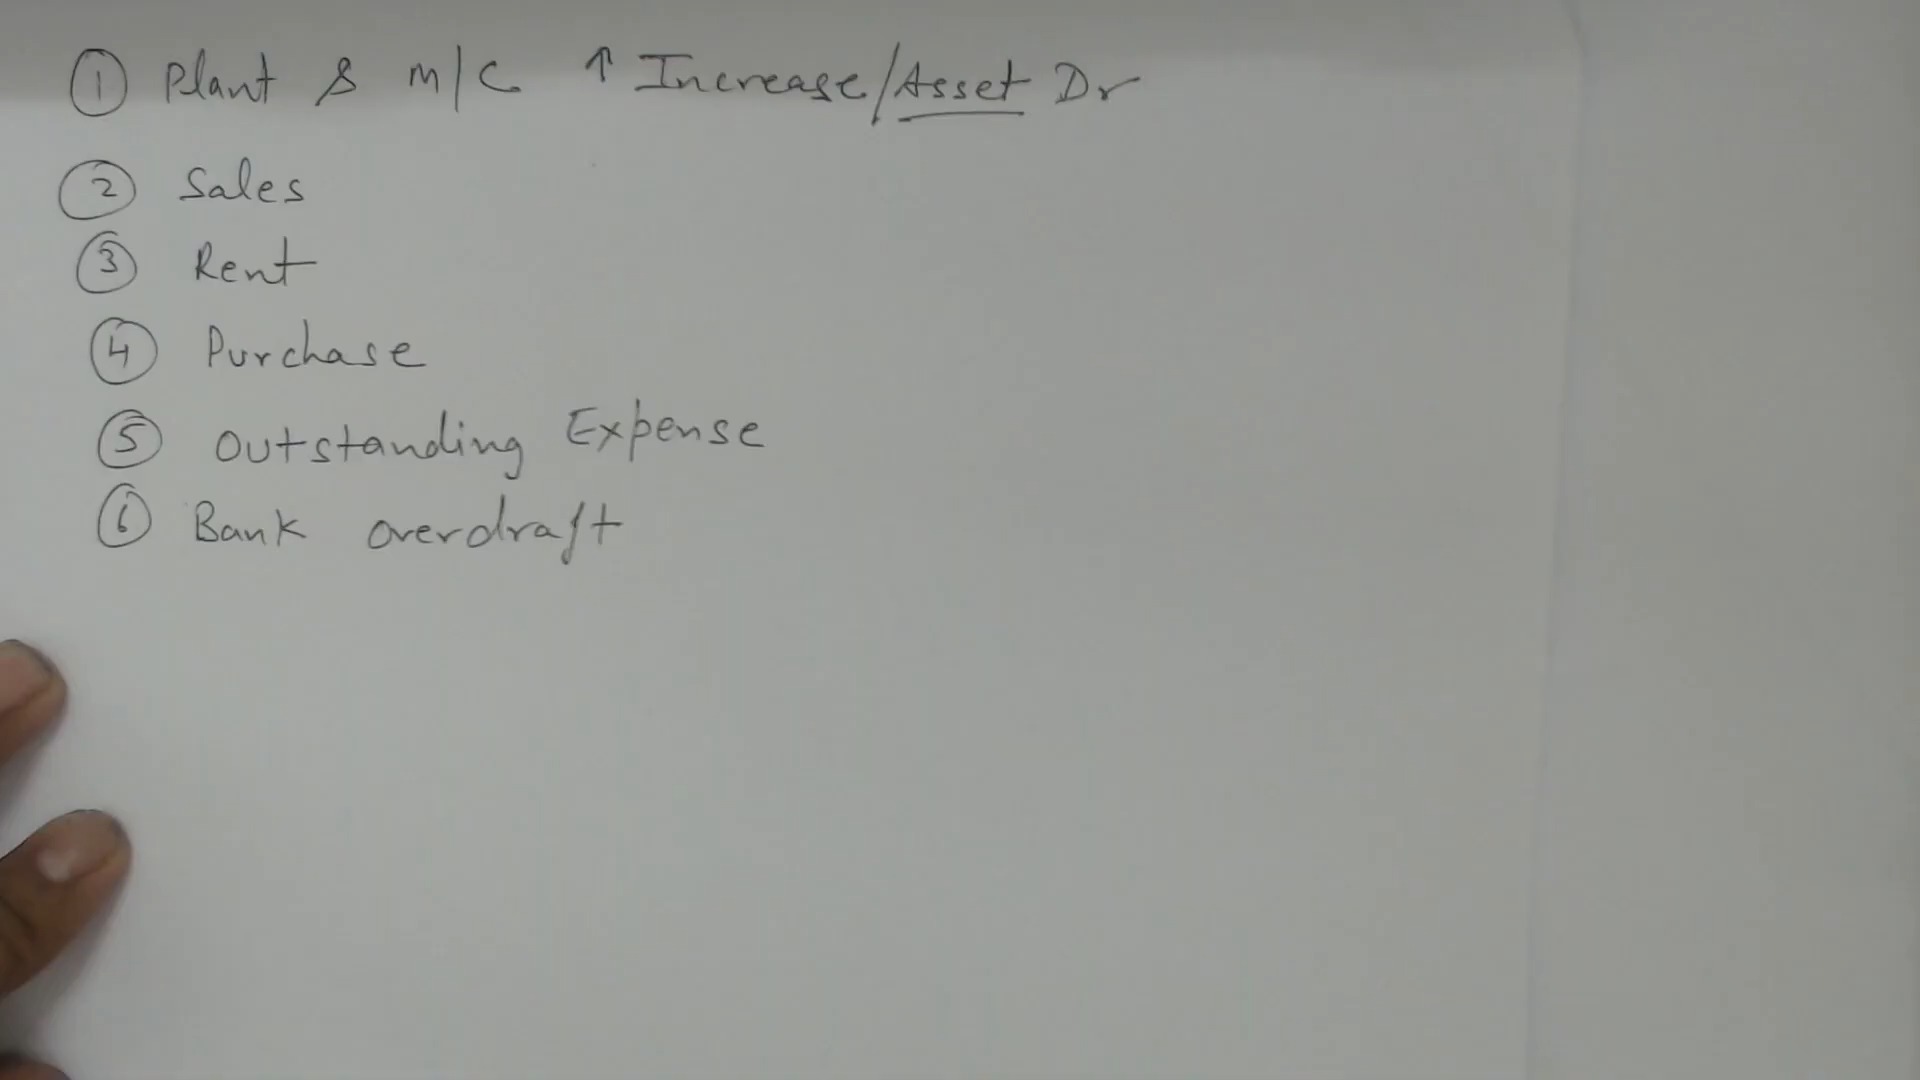 ① Plant & m/c ↑ Increase/Asset Dr
② Sales
③ Rent
④ Purchase
⑤ Outstanding Expense
⑥ Bank overdraft